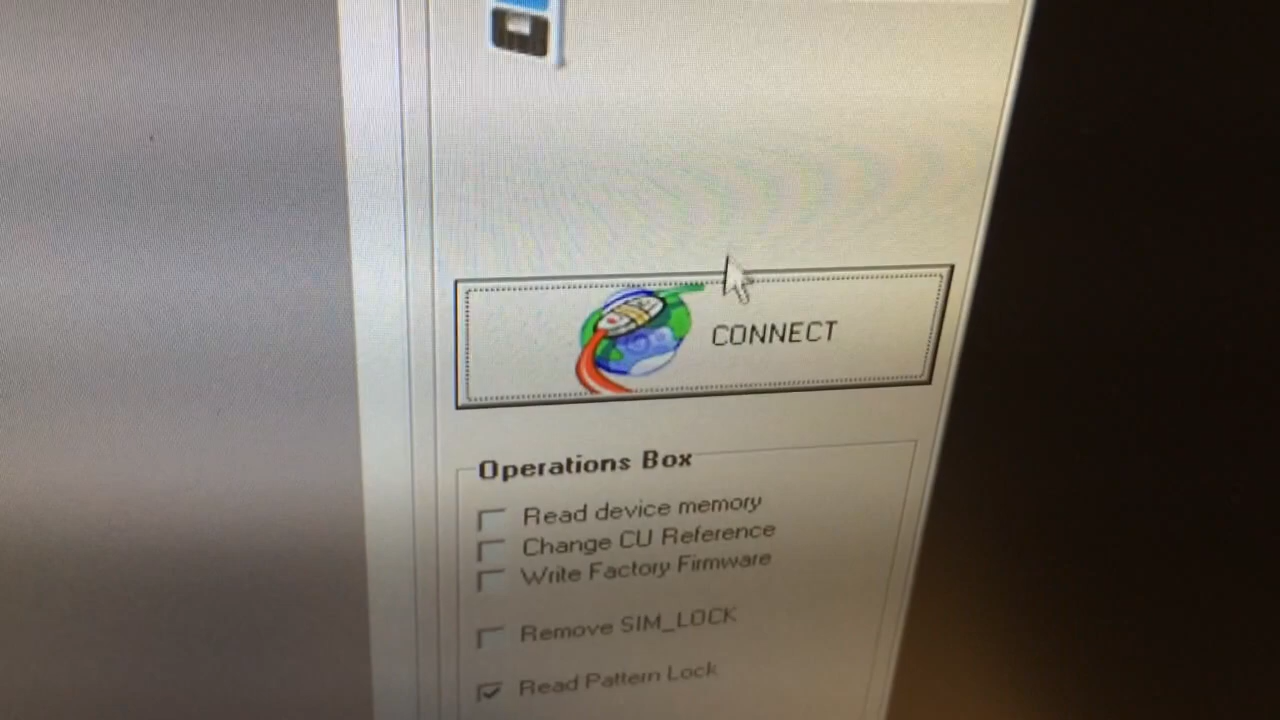 CONNECT
Operations Box
Read device memory
Change CU Reference
Write Factory Firmware
Remove SIM_LOCK
Read Pattern Lock